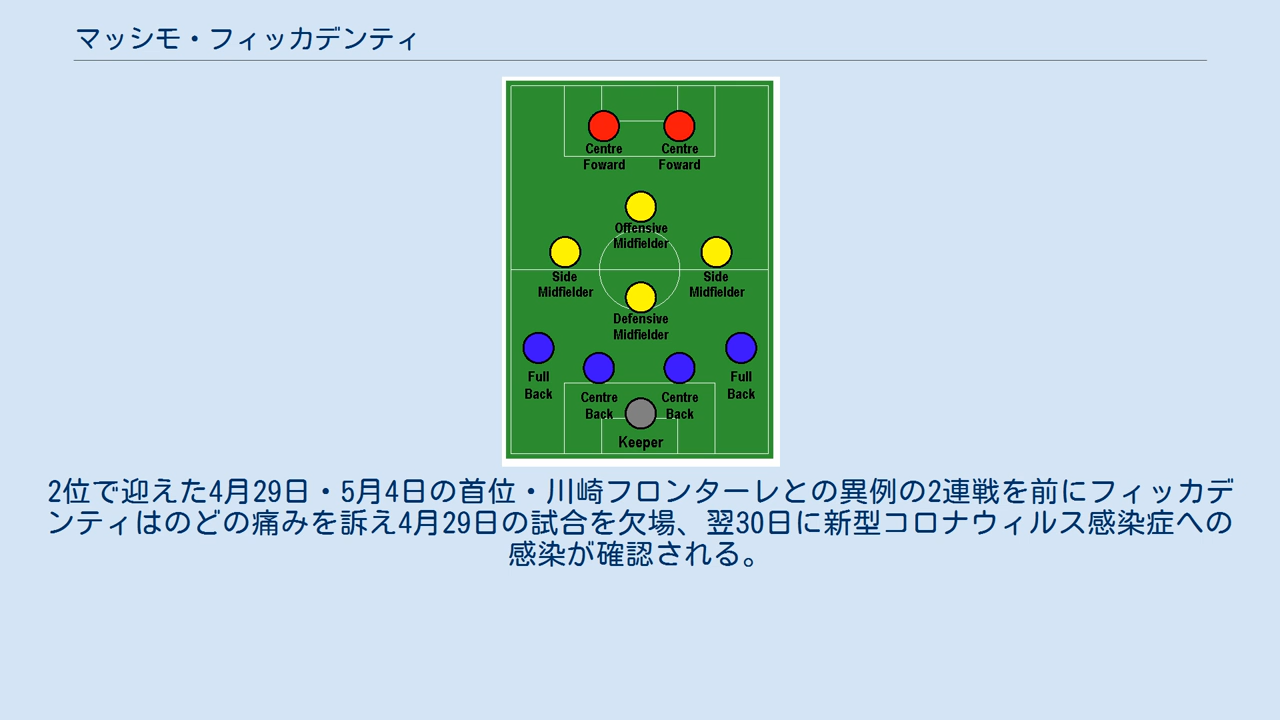 マッシモ・フィッカデンティ
Centre
Foward
Centre
Foward
Offensive
Midfielder
Side
Midfielder
Side
Midfielder
Defensive
Midfielder
Full
Back
Centre
Back
Centre
Back
Full
Back
Keeper
2位で迎えた4月29日・5月4日の首位・川崎フロンターレとの異例の2連戦を前にフィッカデ
ンティはのどの痛みを訴え4月29日の試合を欠場、翌30日に新型コロナウィルス感染症への
感染が確認される。